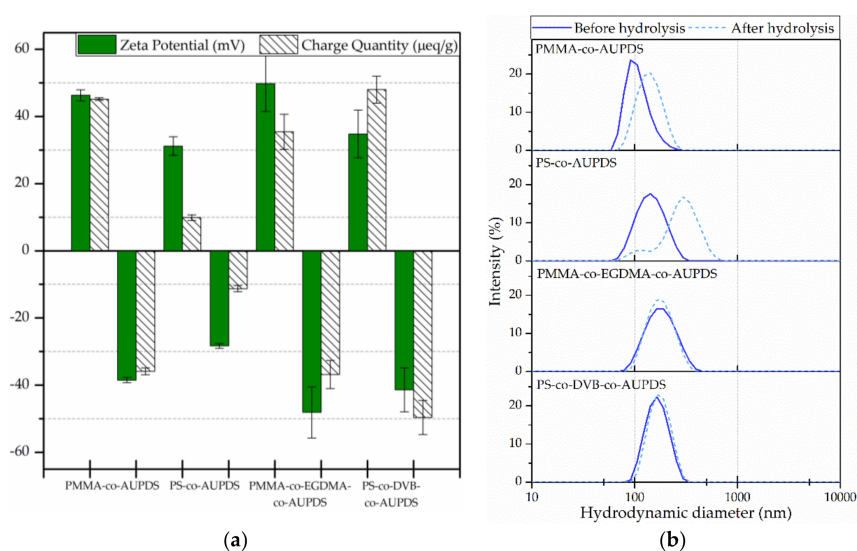 Zeta Potential (mV) Charge Quantity (μeq/g)
60
40
20
0
-20
-40
-60
PMMA-co-AUPDS PS-co-AUPDS PMMA-co-EGDMA- PS-co-DVB-
co-AUPDS co-AUPDS
(a)
Before hydrolysis After hydrolysis
PMMA-co-AUPDS
20
10
0
PS-co-AUPDS
20
10
0
PMMA-co-EGDMA-co-AUPDS
20
10
0
PS-co-DVB-co-AUPDS
20
10
0
Intensity (%)
10 100 1000 10000
Hydrodynamic diameter (nm)
(b)